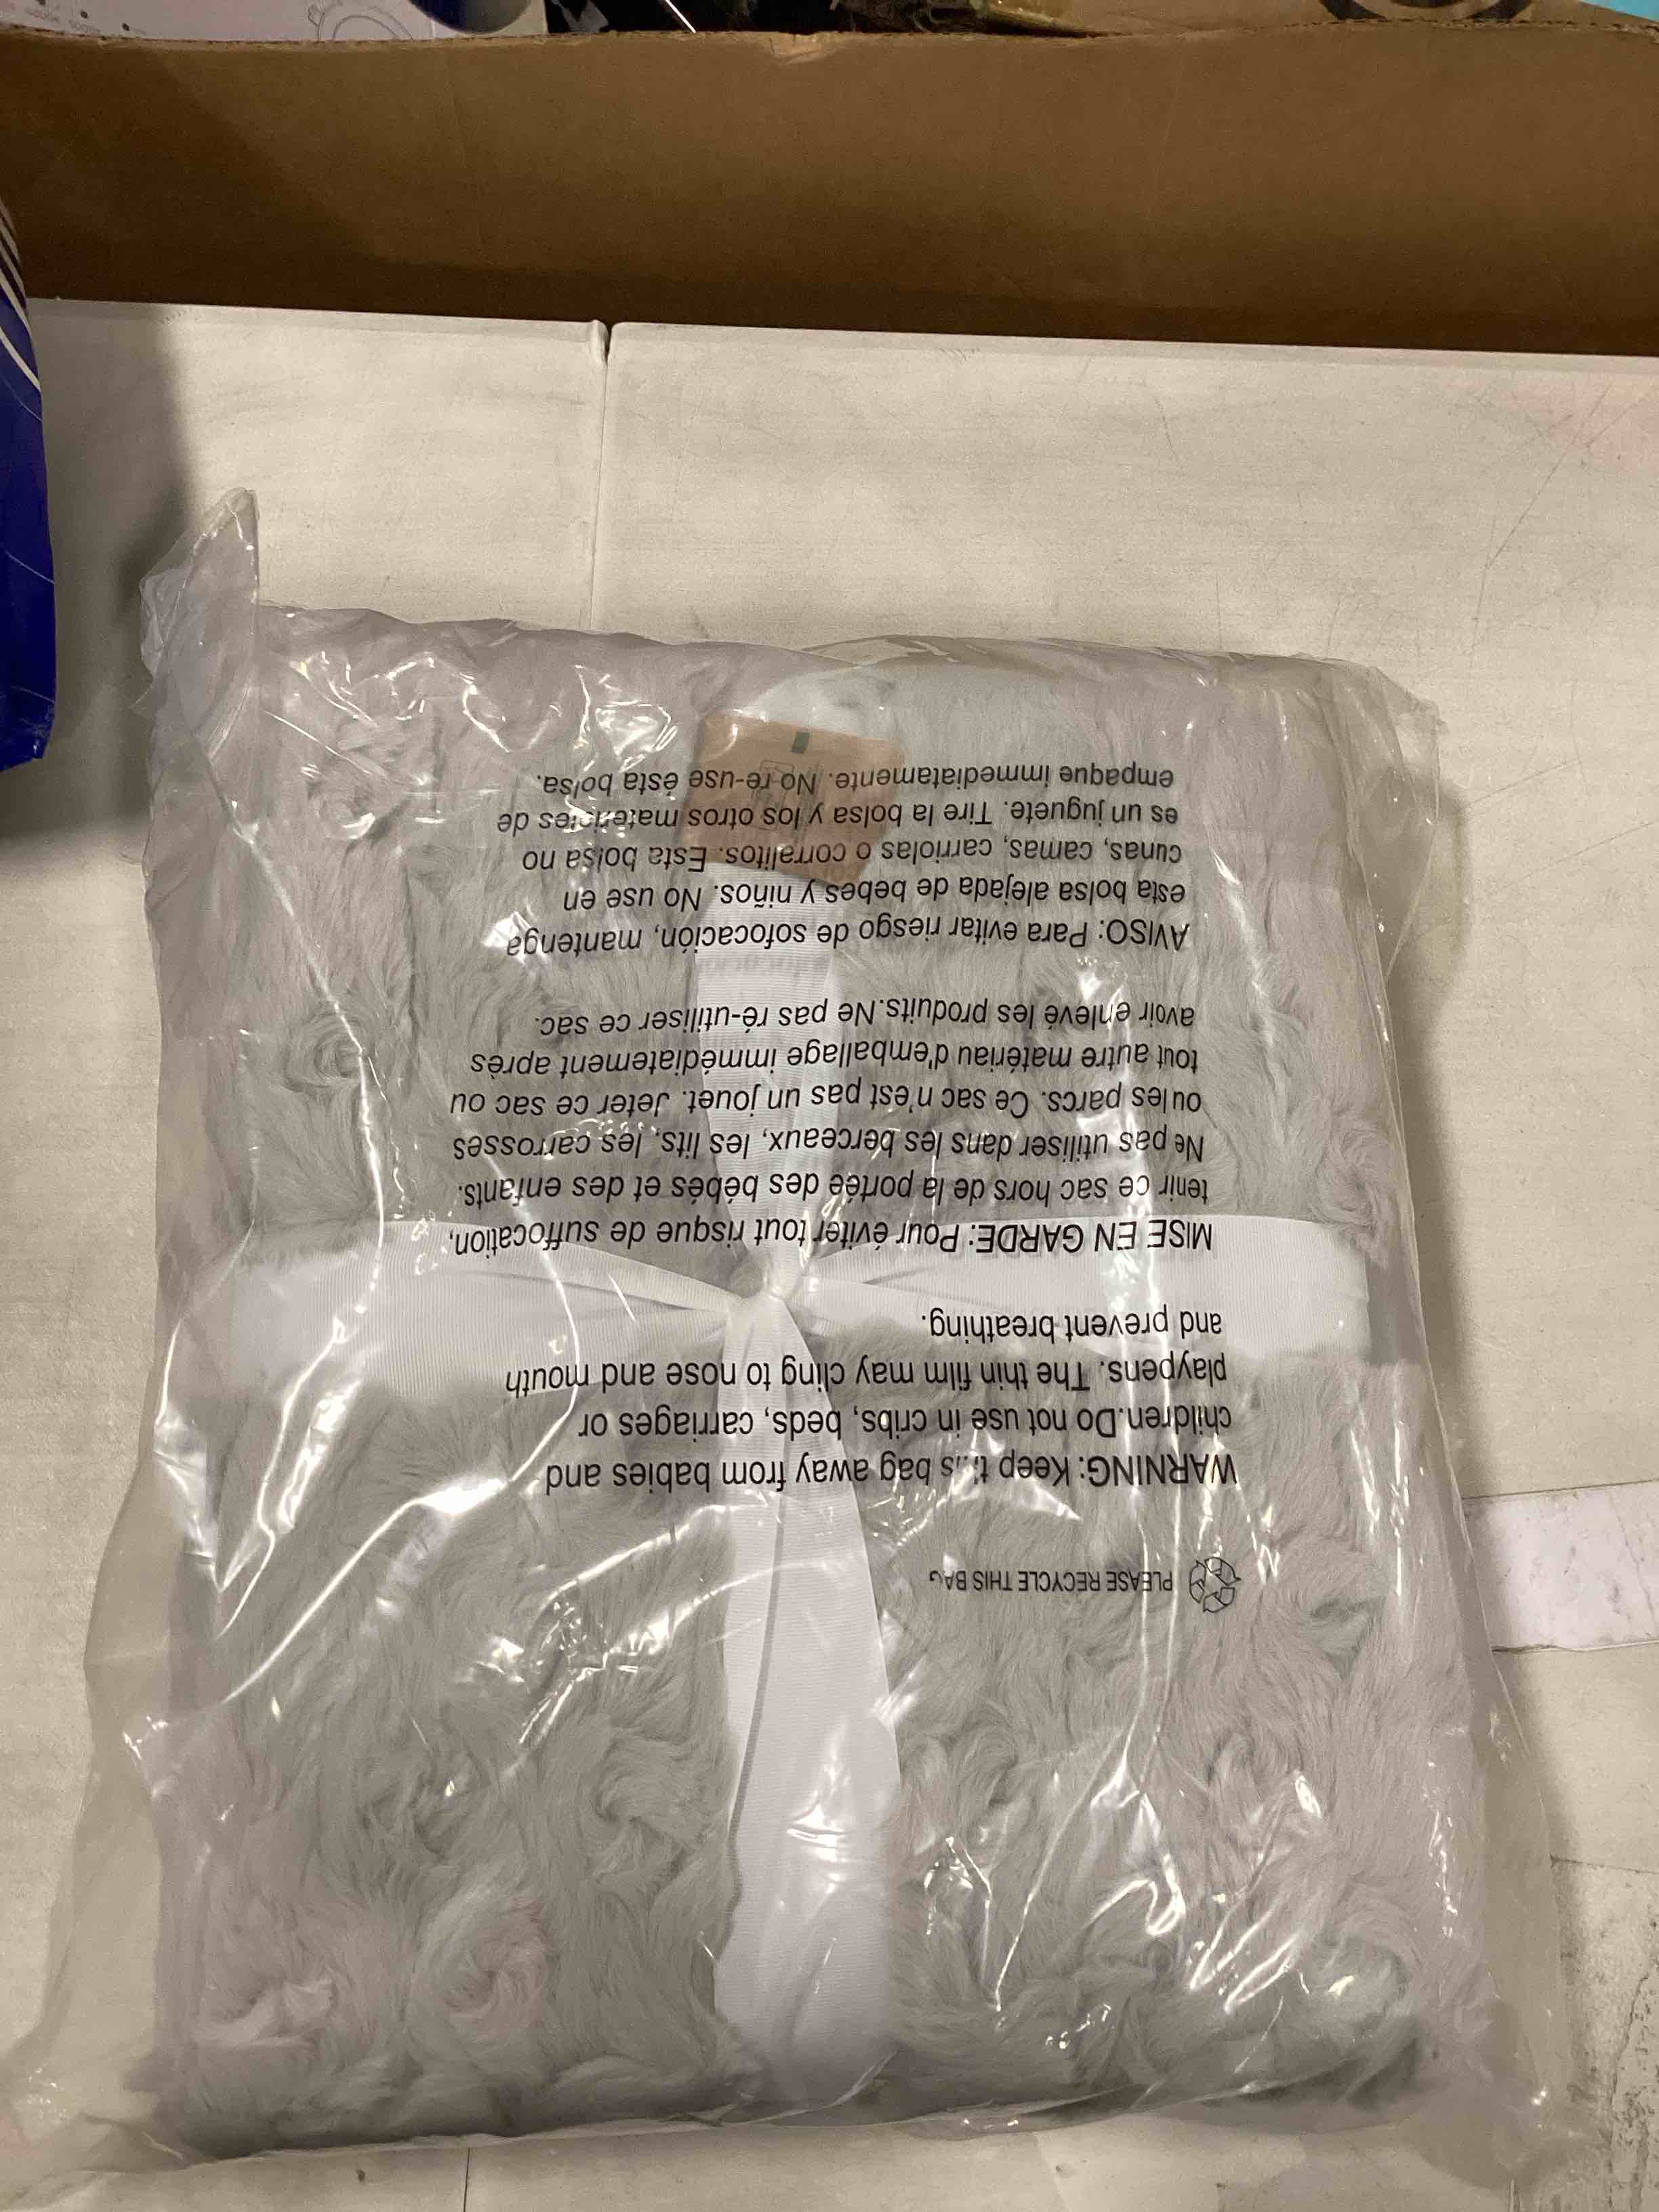 PLEASE RECYCLE THIS BAG
WARNING: Keep this bag away from babies and
children.Do not use in cribs, beds, carriages or
playpens. The thin film may cling to nose and mouth
and prevent breathing.
MISE EN GARDE: Pour éviter tout risque de suffocation,
tenir ce sac hors de la portée des bébés et des enfants.
Ne pas utiliser dans les berceaux, les lits, les carrosses
ou les parcs. Ce sac n'est pas un jouet. Jeter ce sac ou
tout autre matériau d'emballage immédiatement après
avoir enlevé les produits.Ne pas ré-utiliser ce sac.
AVISO: Para evitar riesgo de sofocación, mantenga
esta bolsa alejada de bebes y niños. No use en
cunas, camas, carriolas o corralitos. Esta bolsa no
es un juguete. Tire la bolsa y los otros materiales de
empaque immediatamente. No re-use ésta bolsa.